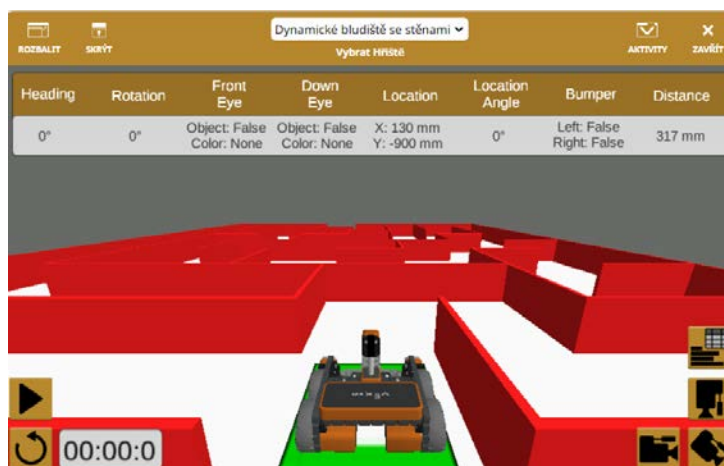 Dynamické bludiště se stěnami
ROZBALIT SKRÝT Vybrat Hřiště AKTIVITY ZAVŘÍT
Heading Rotation Front Eye Down Eye Location Location Angle Bumper Distance
0° 0° Object: False Object: False X: 130 mm 0° Left: False 317 mm
Color: None Color: None Y: -900 mm Right: False
00:00:0